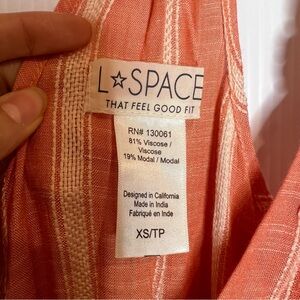 L☆SPACE
THAT FEEL GOOD FIT
RN# 130061
81% Viscose /
Viscose
19% Modal / Modal
Designed in California
Made in India
Fabriqué en Inde
XS/TP